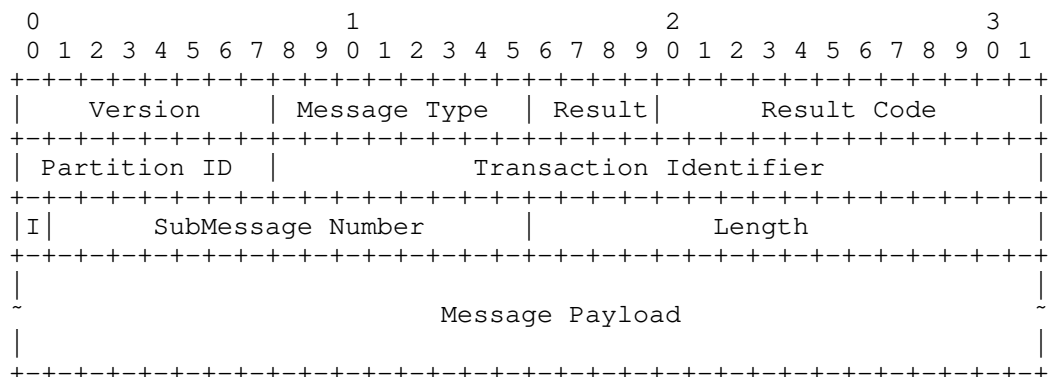 0                   1                   2                   3
 0 1 2 3 4 5 6 7 8 9 0 1 2 3 4 5 6 7 8 9 0 1 2 3 4 5 6 7 8 9 0 1
+-+-+-+-+-+-+-+-+-+-+-+-+-+-+-+-+-+-+-+-+-+-+-+-+-+-+-+-+-+-+-+-+
|    Version    | Message Type  | Result|      Result Code      |
+-+-+-+-+-+-+-+-+-+-+-+-+-+-+-+-+-+-+-+-+-+-+-+-+-+-+-+-+-+-+-+-+
| Partition ID  |            Transaction Identifier             |
+-+-+-+-+-+-+-+-+-+-+-+-+-+-+-+-+-+-+-+-+-+-+-+-+-+-+-+-+-+-+-+-+
|I|      SubMessage Number      |           Length              |
+-+-+-+-+-+-+-+-+-+-+-+-+-+-+-+-+-+-+-+-+-+-+-+-+-+-+-+-+-+-+-+-+
|                                                               |
~                          Message Payload                      ~
|                                                               |
+-+-+-+-+-+-+-+-+-+-+-+-+-+-+-+-+-+-+-+-+-+-+-+-+-+-+-+-+-+-+-+-+